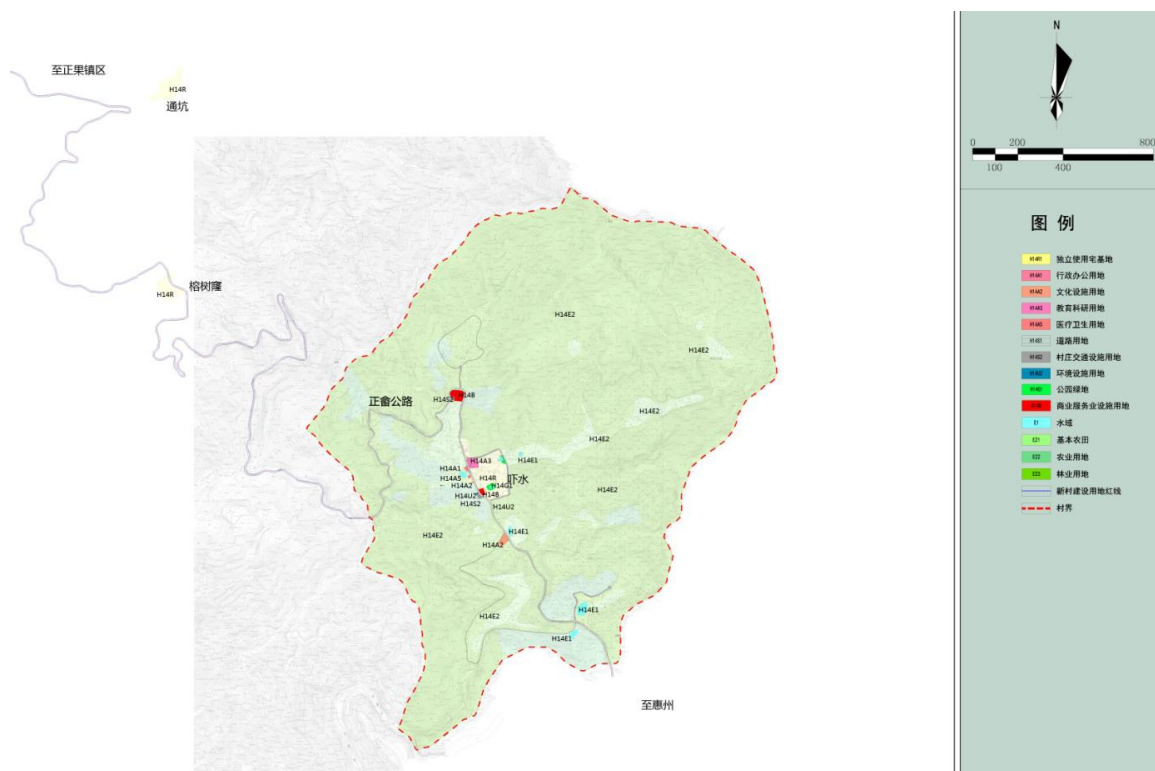 至正果镇区
H14R
通坑
榕树窿
H14R
H14E2
H14E2
H14S2
H14B
正畲公路
H14E2
H14E2
H14A3
H14E1
H14A1
H14R
吓水
H14A5
H14A2
H14G1
H14E2
H14U2
H14B
H14S2
H14U2
H14E1
H14E2
H14A2
H14E1
H14E2
H14E1
至惠州
N
0
200
800
100
400
图 例
独立使用宅基地
行政办公用地
文化设施用地
教育科研用地
医疗卫生用地
道路用地
村庄交通设施用地
环境设施用地
公园绿地
商业服务业设施用地
E1 水域
E21 基本农田
E22 农业用地
E23 林业用地
新村建设用地红线
村界